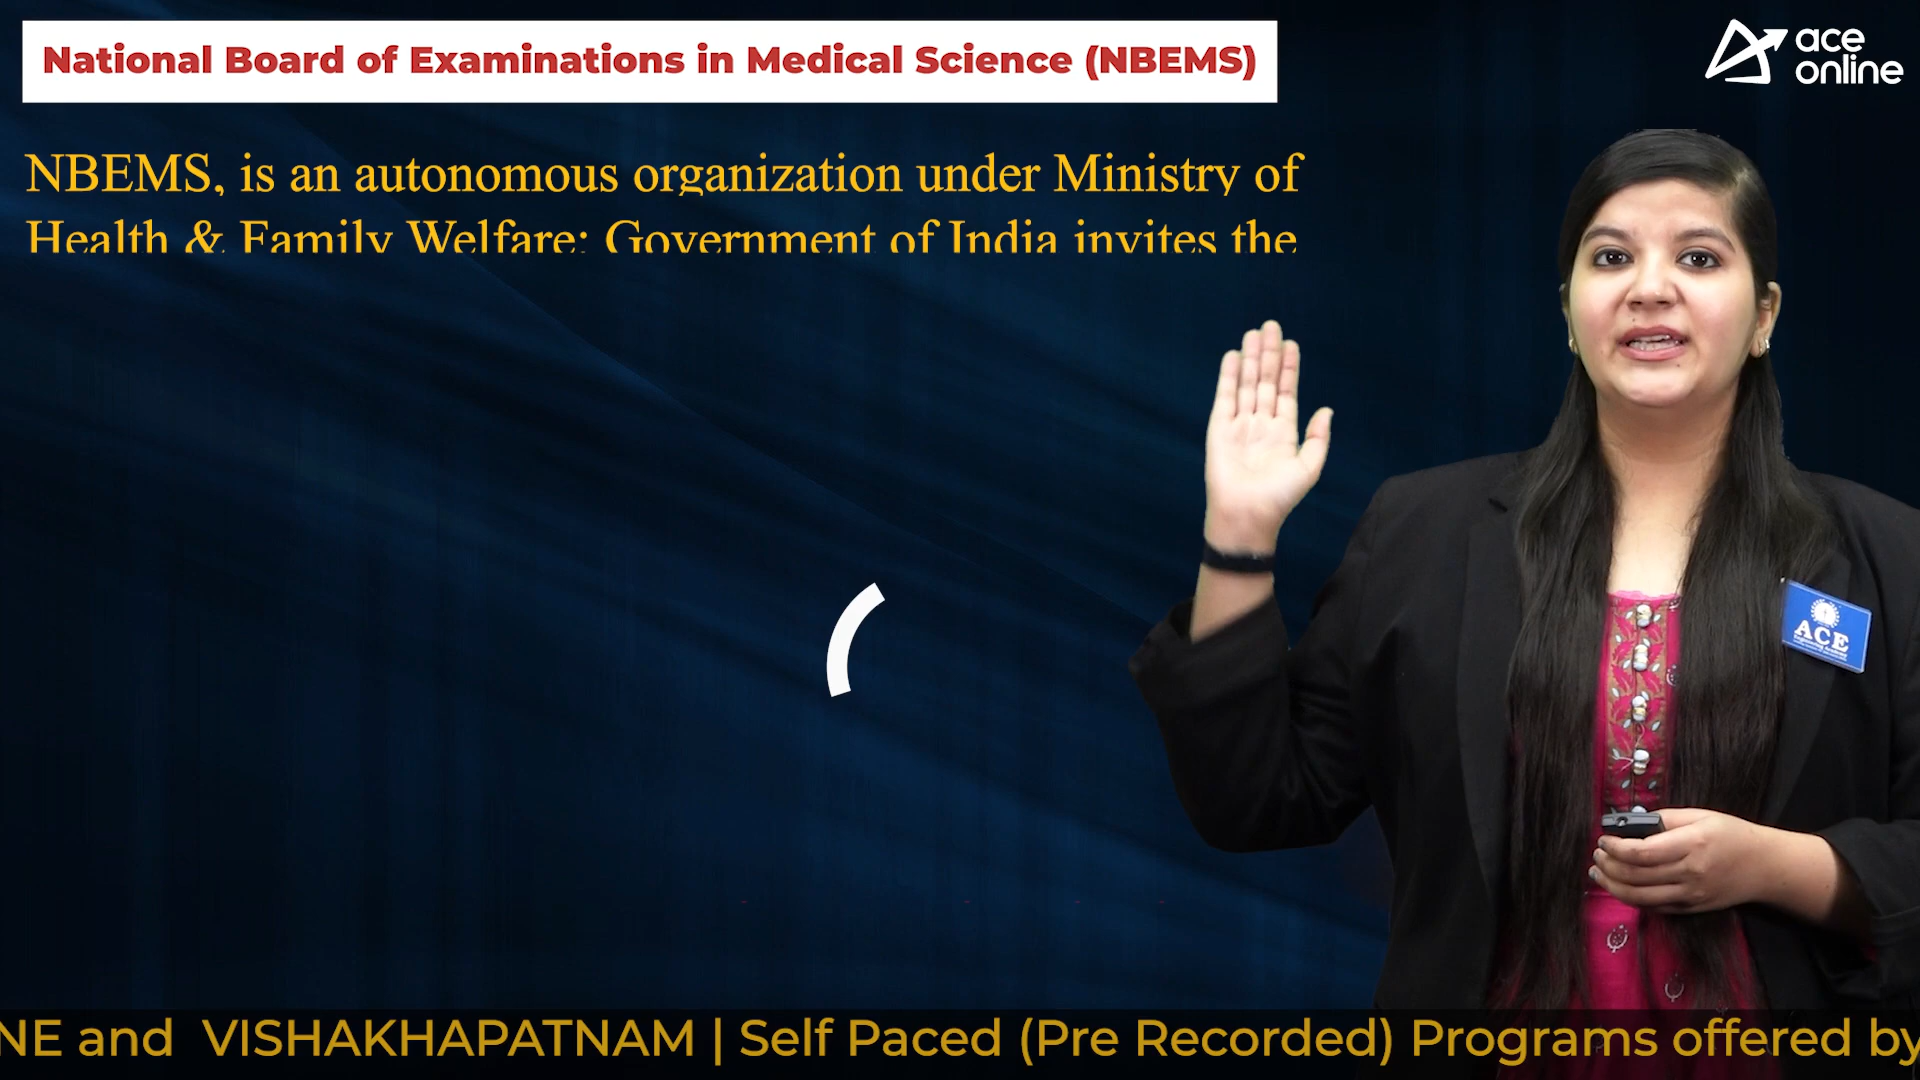 National Board of Examinations in Medical Science (NBEMS)
ace
online
NBEMS, is an autonomous organization under Ministry of
Health & Family Welfare; Government of India invites the
ACE
NE and VISHAKHAPATNAM | Self Paced (Pre Recorded) Programs offered by